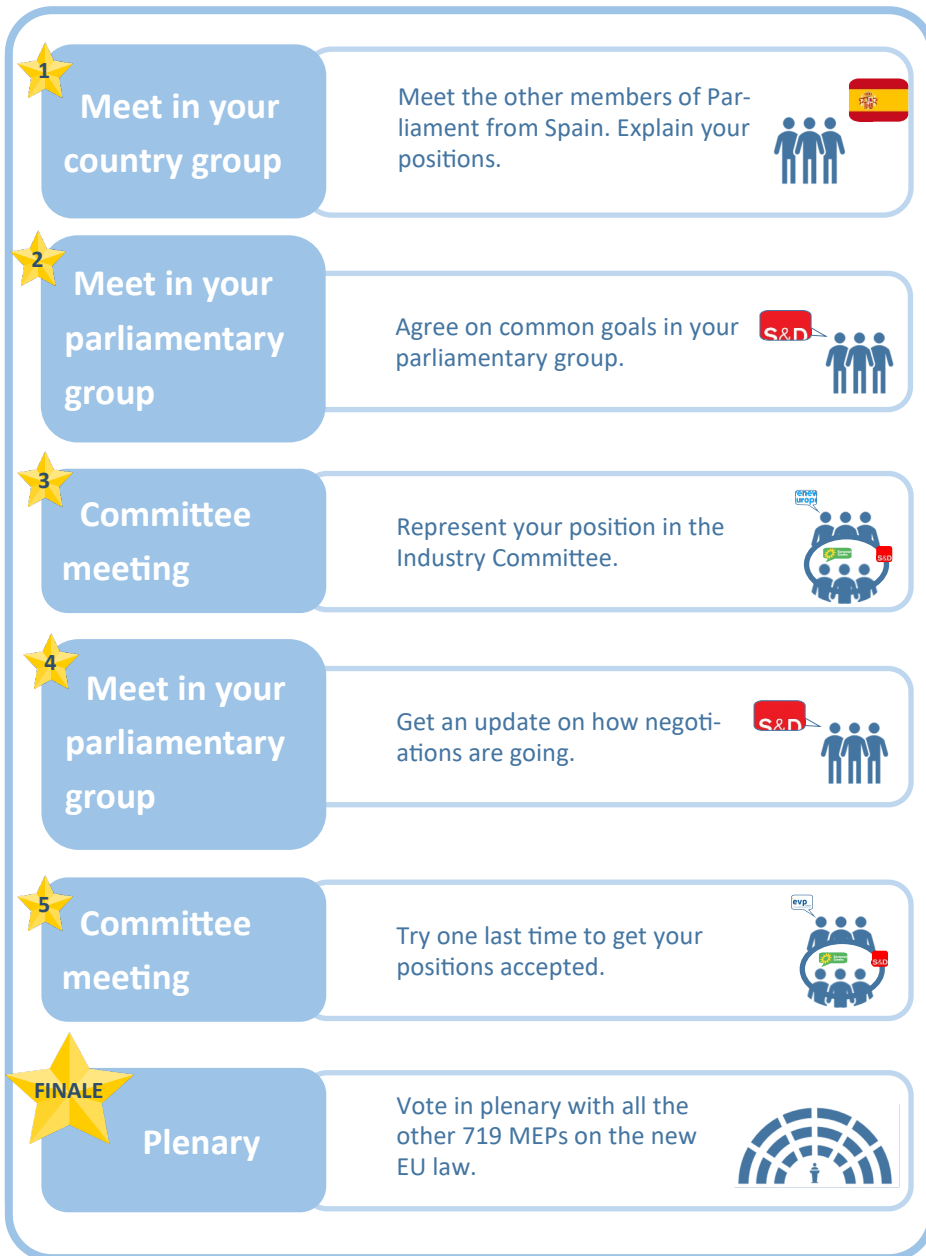 1
Meet in your
country group
Meet the other members of Par-
liament from Spain. Explain your
positions.
2
Meet in your
parliamentary
group
Agree on common goals in your
parliamentary group.
S&D
3
Committee
meeting
Represent your position in the
Industry Committee.
S&D
4
Meet in your
parliamentary
group
Get an update on how negoti-
ations are going.
S&D
5
Committee
meeting
Try one last time to get your
positions accepted.
evp
S&D
FINALE
Plenary
Vote in plenary with all the
other 719 MEPs on the new
EU law.